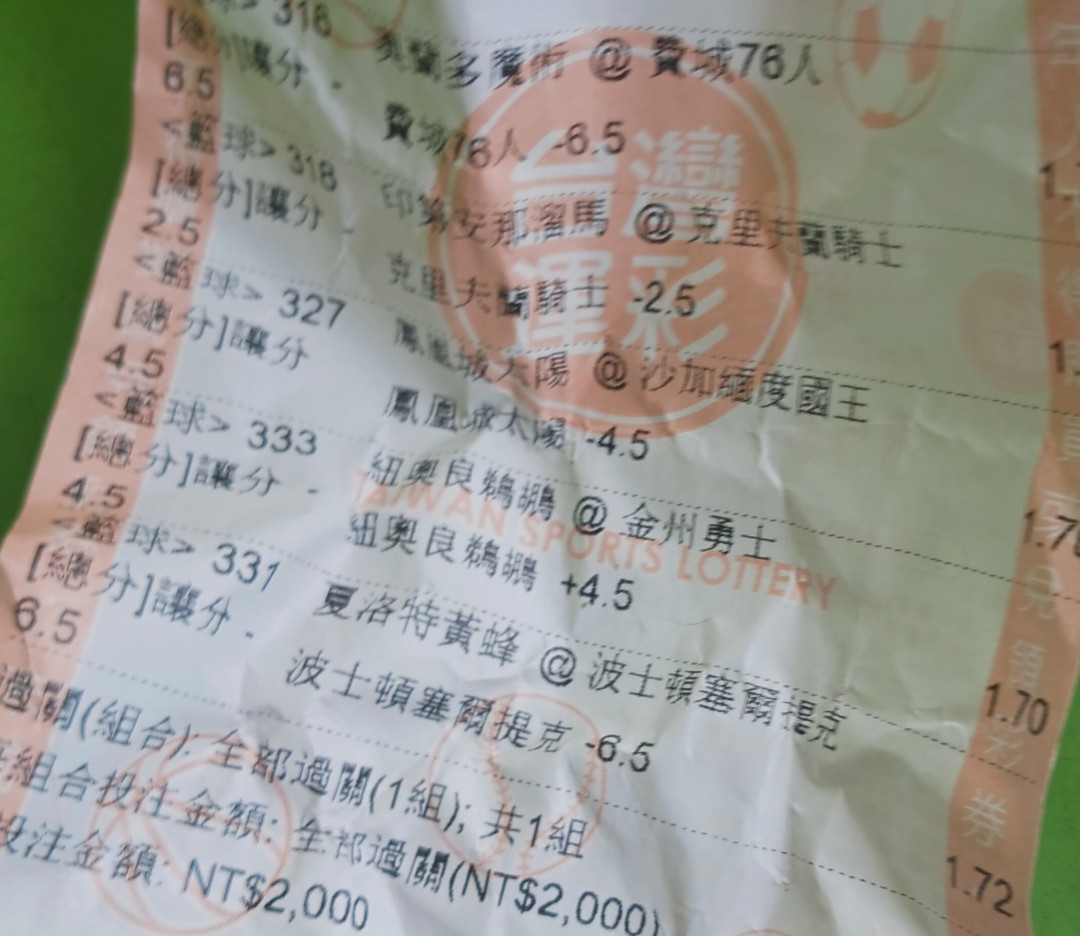 球> 316 奧蘭多魔術 @ 費城76人
[總分]讓分 -
6.5 費城76人 -6.5
<籃球> 318 印第安那溜馬 @ 克里夫蘭騎士
[總分]讓分 -
2.5 克里夫蘭騎士 -2.5
<籃球> 327 鳳凰城太陽 @ 沙加緬度國王
[總分]讓分
4.5 鳳凰城太陽 -4.5
<籃球> 333 紐奧良鵜鶘 @ 金州勇士
[總分]讓分 -
4.5 紐奧良鵜鶘 +4.5
1.70
<籃球> 331 夏洛特黃蜂 @ 波士頓塞爾提克
[總分]讓分 -
6.5 波士頓塞爾提克 -6.5
1.70
過關(組合): 全部過關(1組); 共1組
1.72
組合投注金額: 全部過關(NT$2,000)
投注金額: NT$2,000
台灣
運彩
TAIWAN SPORTS LOTTERY
券